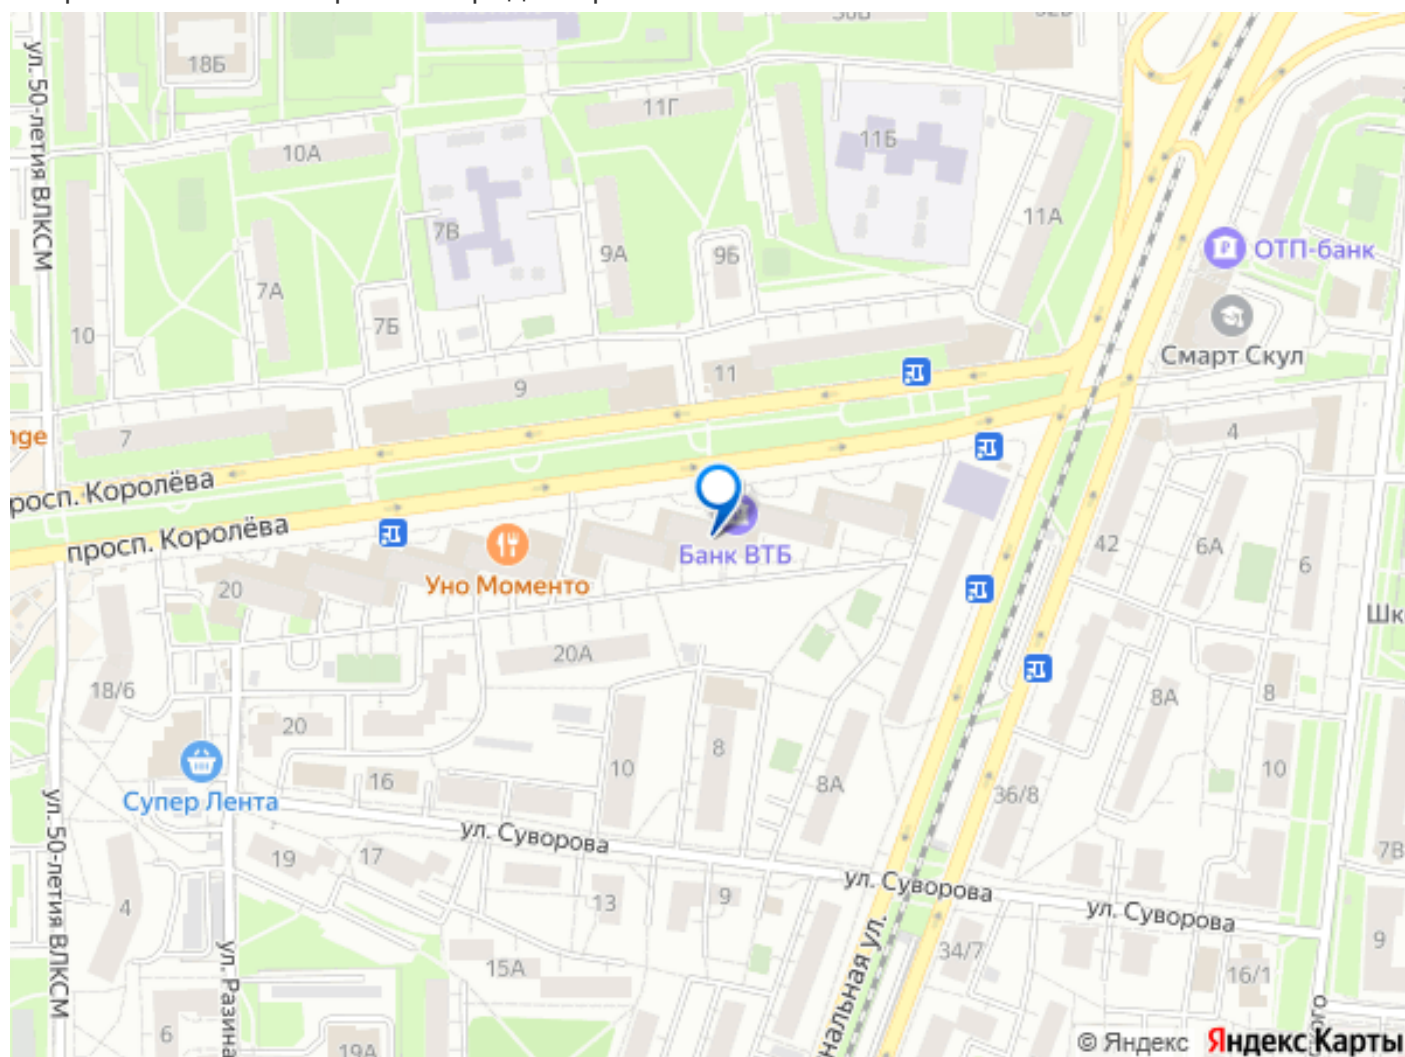 18Б
ул. 50-летия ВЛКСМ
11Г
10А
11Б
7В
11А
9А
9Б
ОТП-банк
7А
7Б
10
Смарт Скул
9
11
7
nge
4
просп. Королёва
просп. Королёва
42
6А
6
Банк ВТБ
Уно Моменто
20
20А
18/6
8А
8
20
8
10
16
8А
10
36/8
Супер Лента
ул. Суворова
7В
19
17
ул. Суворова
ул. Суворова
13
9
4
ул. 50-летия ВЛКСМ
9
34/7
15А
16/1
ул. Разина
нальная ул.
6
19А
© Яндекс Яндекс Карты